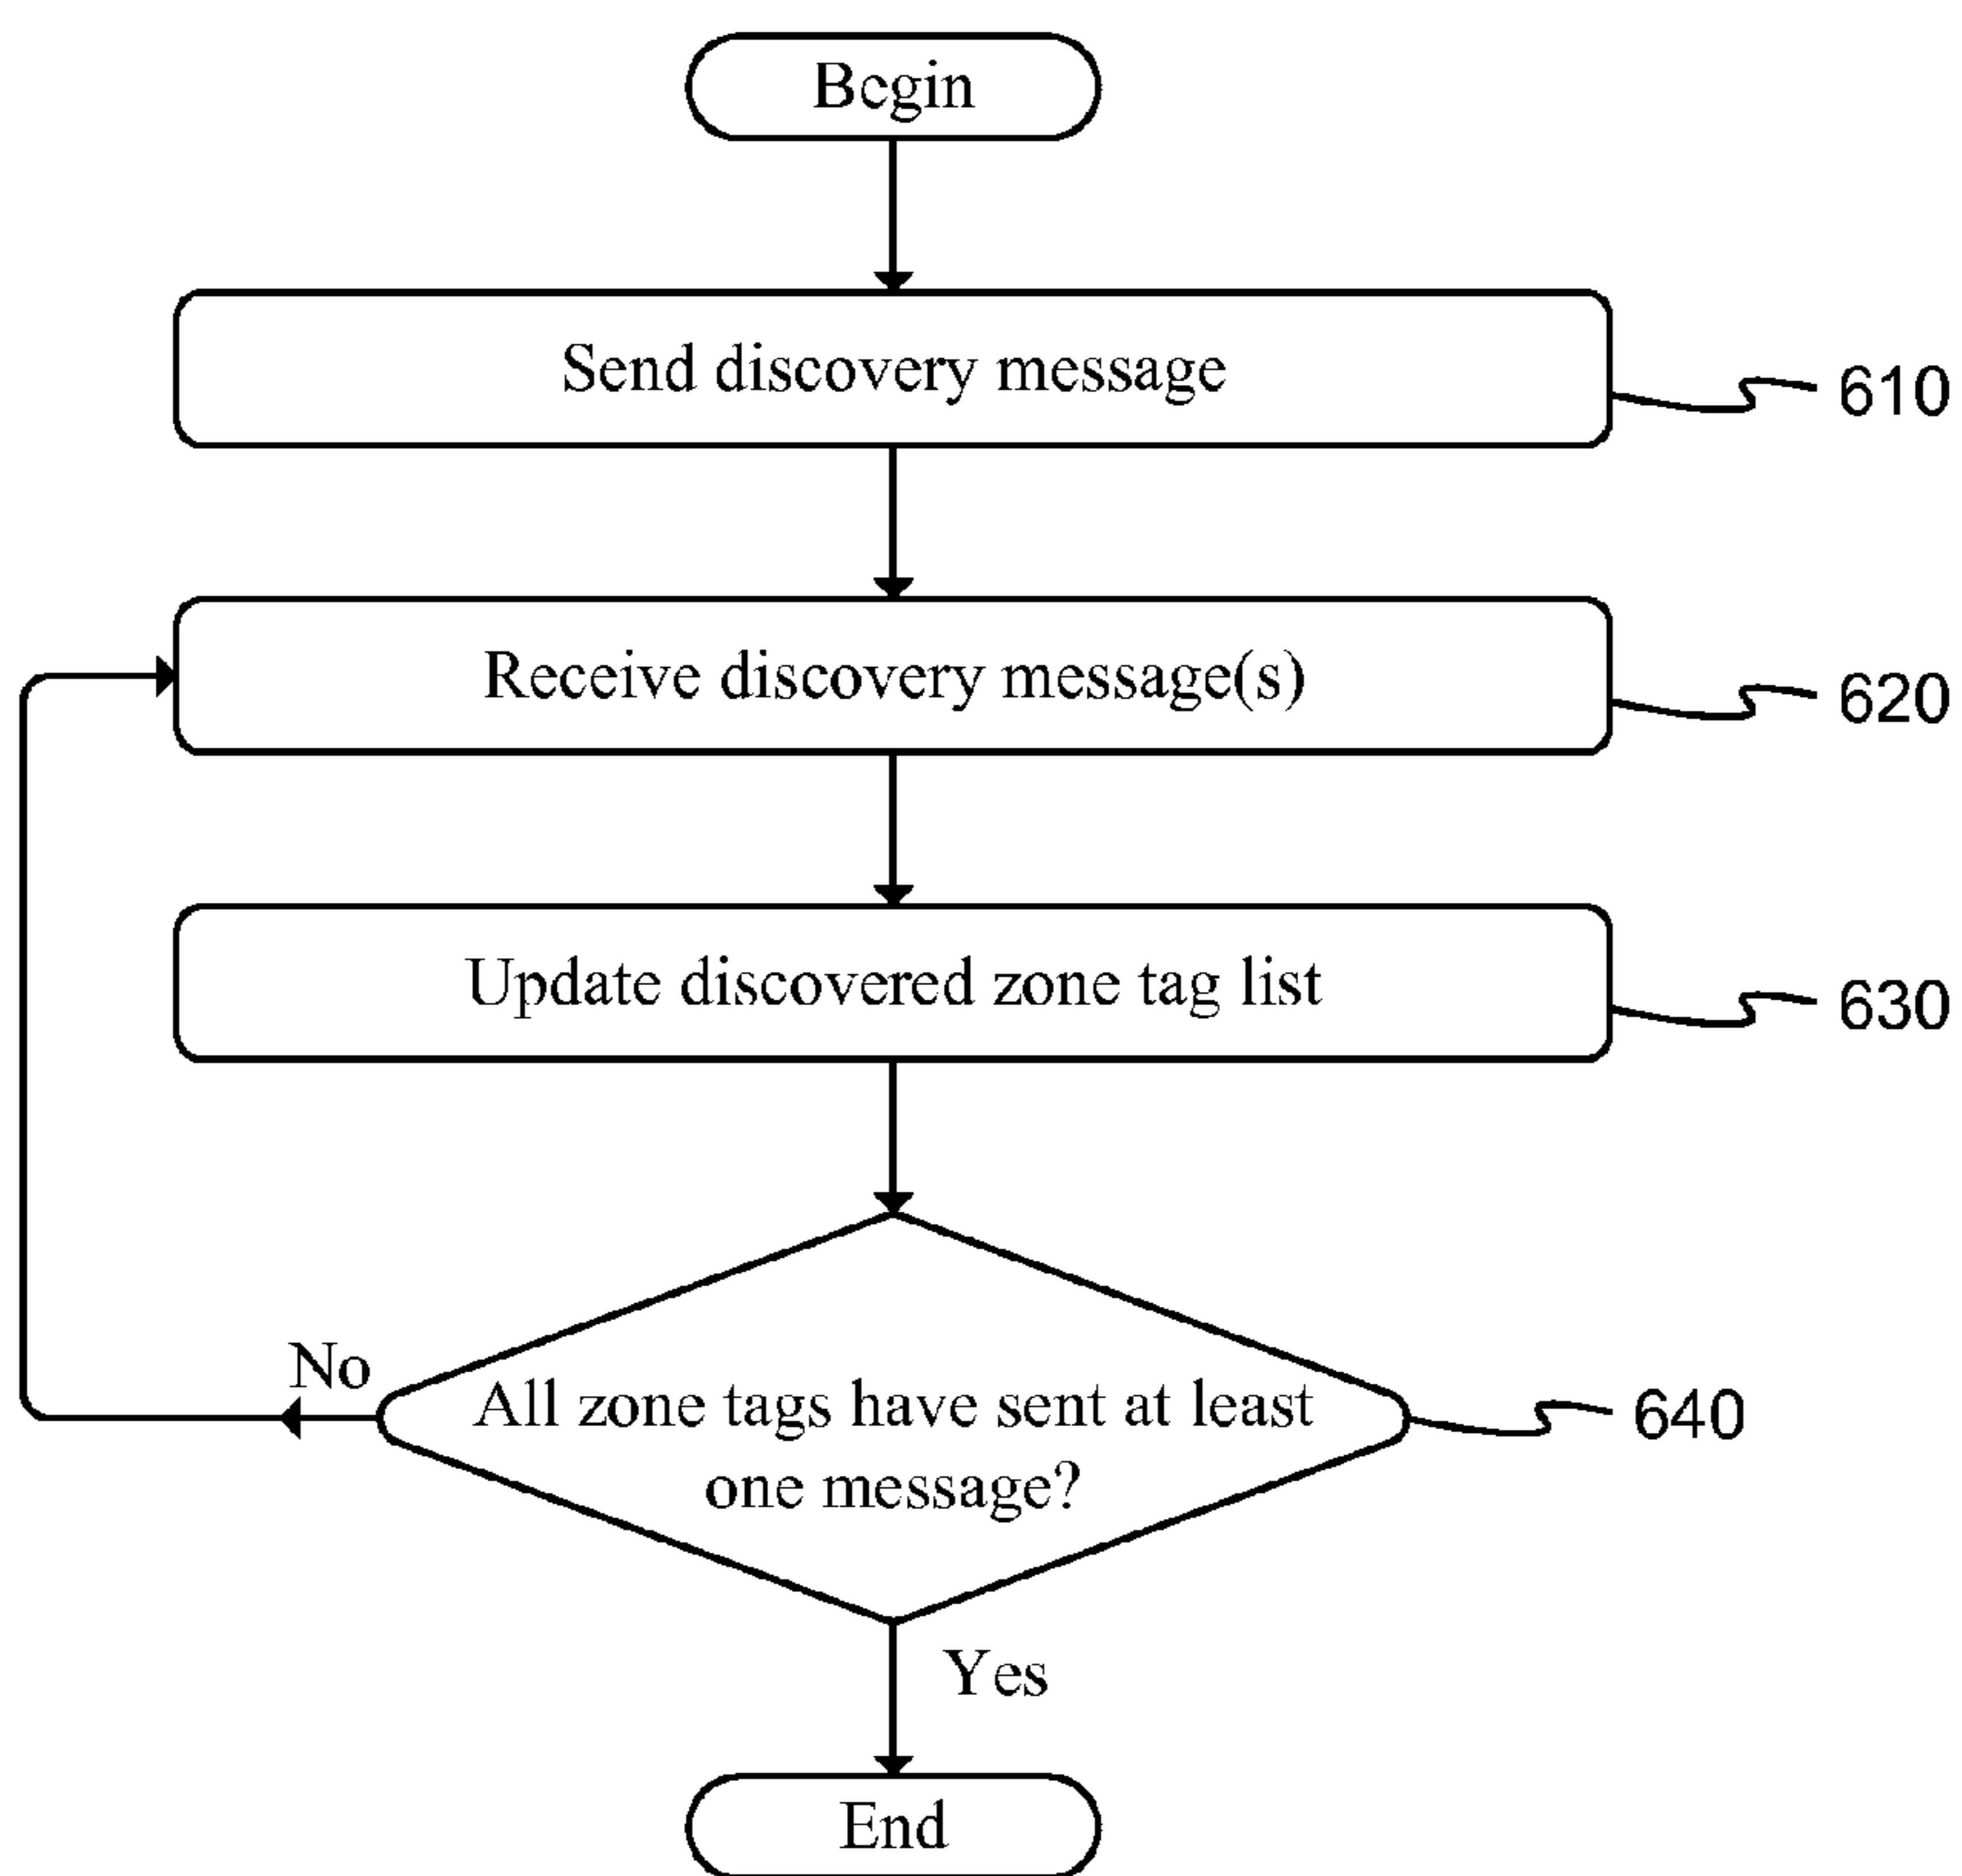 Begin
Send discovery message
610
Receive discovery message(s)
620
Update discovered zone tag list
630
No
All zone tags have sent at least
one message?
640
Yes
End